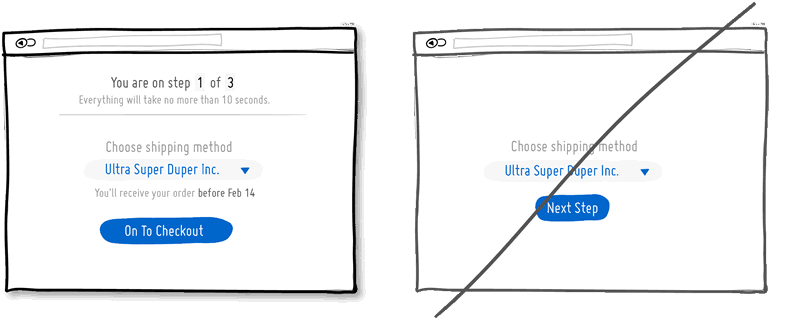 You are on step 1 of 3
Everything will take no more than 10 seconds.
Choose shipping method
Ultra Super Duper Inc.
You'll receive your order before Feb 14
On To Checkout
Choose shipping method
Ultra Super Duper Inc.
Next Step